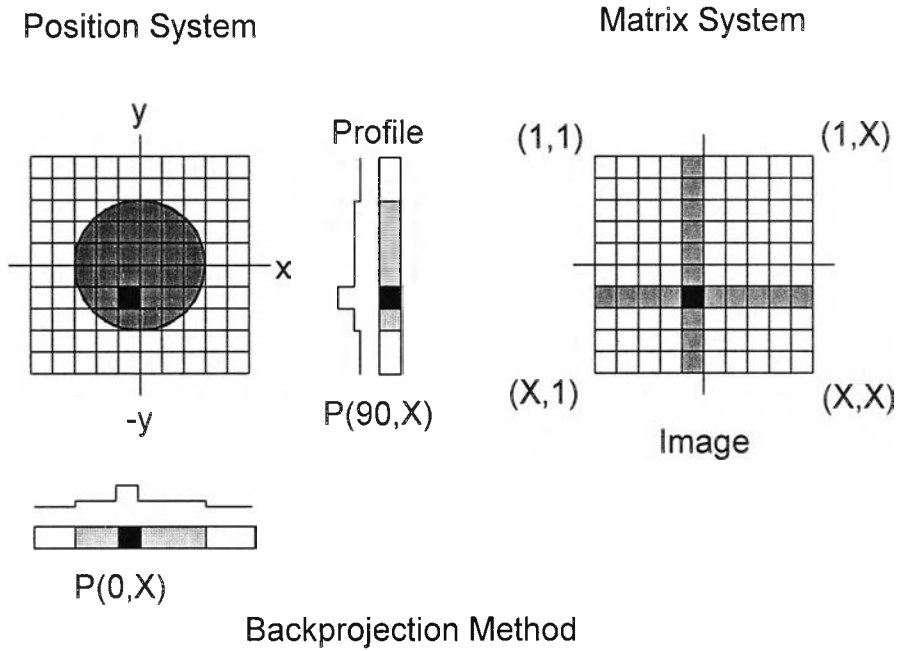 Position System
Matrix System
y
Profile
(1,1)
(1,X)
x
-y
P(90,X)
(X,1)
(X,X)
Image
P(0,X)
Backprojection Method